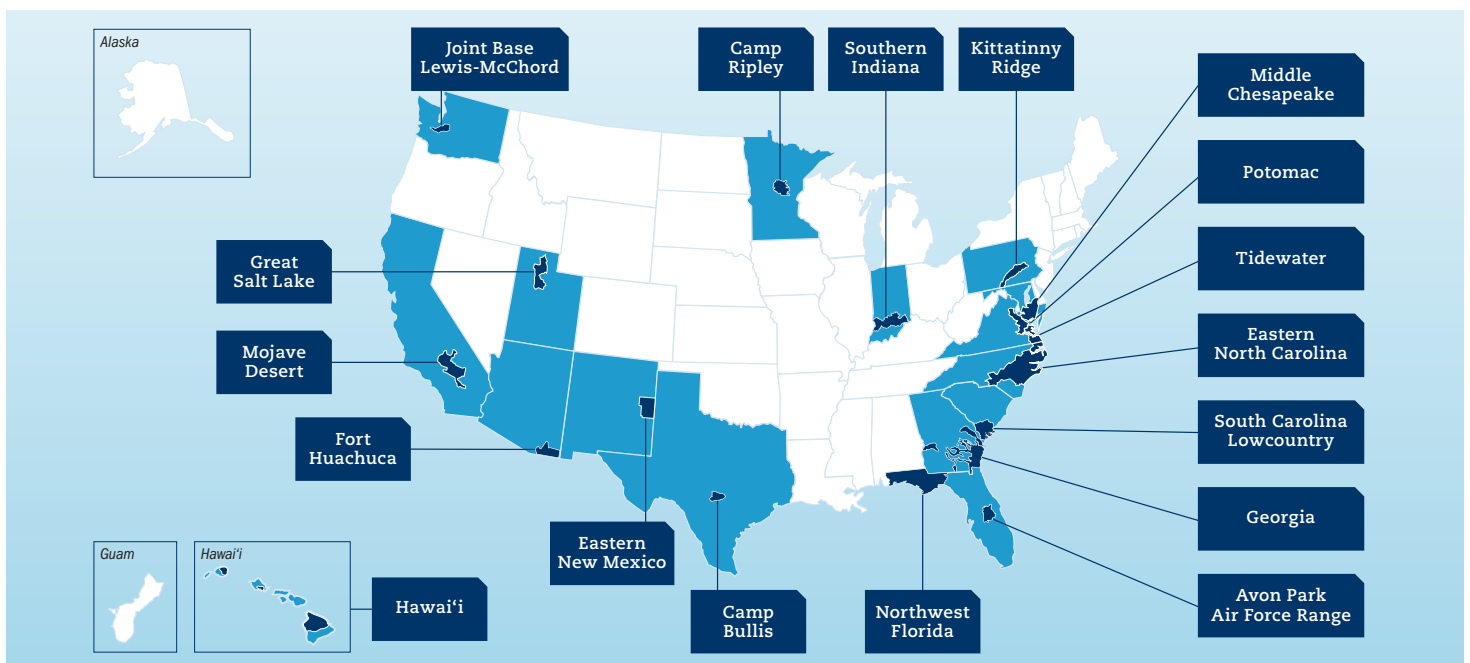 Alaska
Joint Base
Lewis-McChord
Camp
Ripley
Southern
Indiana
Kittatinny
Ridge
Middle
Chesapeake
Potomac
Tidewater
Great
Salt Lake
Mojave
Desert
Eastern
North Carolina
Fort
Huachuca
South Carolina
Lowcountry
Georgia
Eastern
New Mexico
Guam
Hawaiʻi
Hawaiʻi
Camp
Bullis
Northwest
Florida
Avon Park
Air Force Range